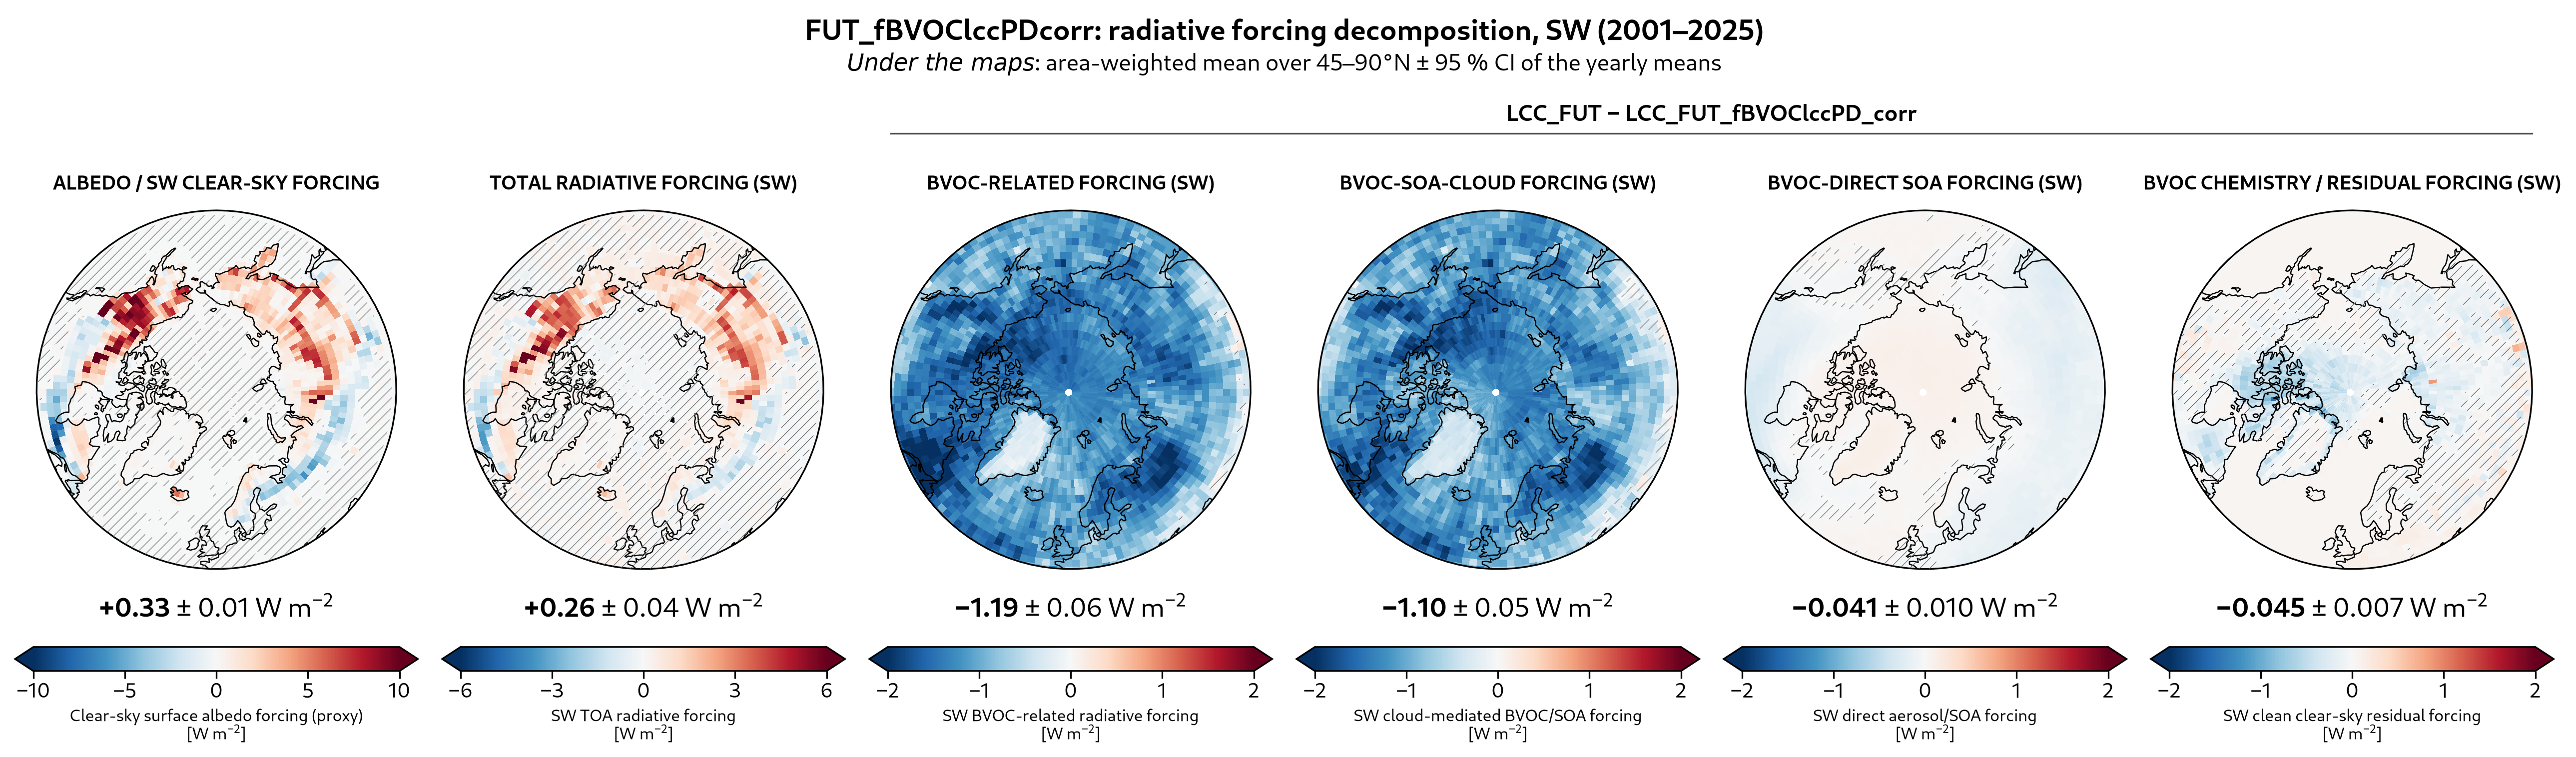 FUT_fBVOClccPDcorr: radiative forcing decomposition, SW (2001–2025)
Under the maps: area-weighted mean over 45–90°N ± 95 % CI of the yearly means
LCC_FUT − LCC_FUT_fBVOClccPD_corr
ALBEDO / SW CLEAR-SKY FORCING
TOTAL RADIATIVE FORCING (SW)
BVOC-RELATED FORCING (SW)
BVOC-SOA-CLOUD FORCING (SW)
BVOC-DIRECT SOA FORCING (SW)
BVOC CHEMISTRY / RESIDUAL FORCING (SW)
+0.33 ± 0.01 W m⁻²
+0.26 ± 0.04 W m⁻²
−1.19 ± 0.06 W m⁻²
−1.10 ± 0.05 W m⁻²
−0.041 ± 0.010 W m⁻²
−0.045 ± 0.007 W m⁻²
−10 −5 0 5 10
−6 −3 0 3 6
−2 −1 0 1 2
−2 −1 0 1 2
−2 −1 0 1 2
−2 −1 0 1 2
Clear-sky surface albedo forcing (proxy)
[W m⁻²]
SW TOA radiative forcing
[W m⁻²]
SW BVOC-related radiative forcing
[W m⁻²]
SW cloud-mediated BVOC/SOA forcing
[W m⁻²]
SW direct aerosol/SOA forcing
[W m⁻²]
SW clean clear-sky residual forcing
[W m⁻²]